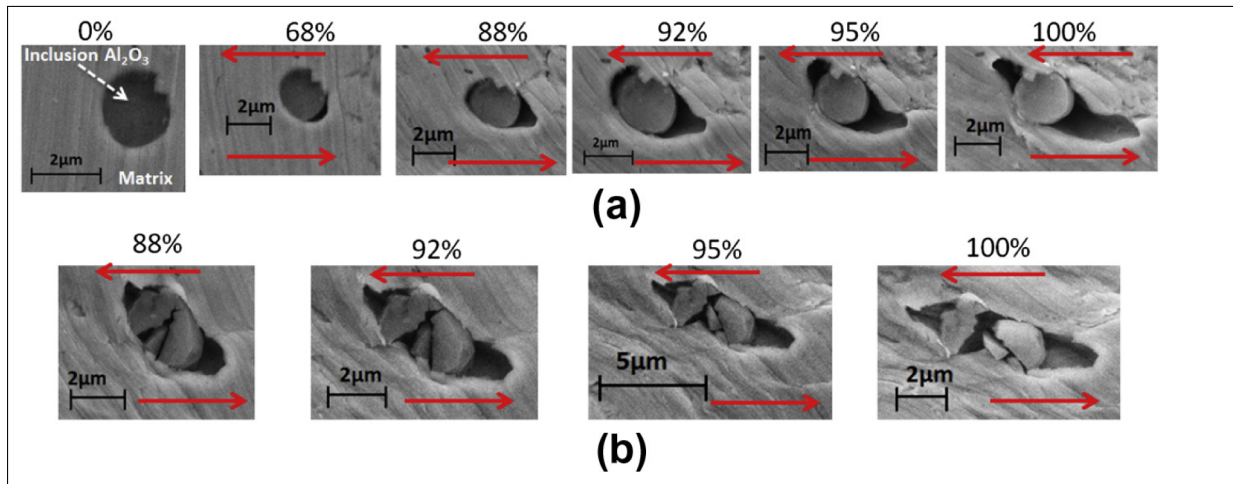 0% 68% 88% 92% 95% 100%
Inclusion Al₂O₃
2µm 2µm 2µm 2µm 2µm 2µm
Matrix
(a)
88% 92% 95% 100%
2µm 2µm 5µm 2µm
(b)